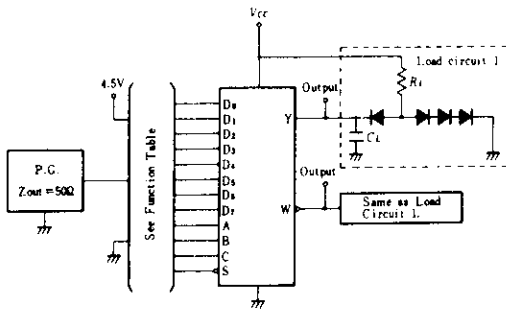 Vcc
Load circuit 1
RL
4.5V
Output
D0
D1
D2
D3
D4
D5
D6
D7
A
B
C
S
Y
W
CL
P.G.
Zout = 50Ω
See Function Table
Output
Same as Load
Circuit 1.